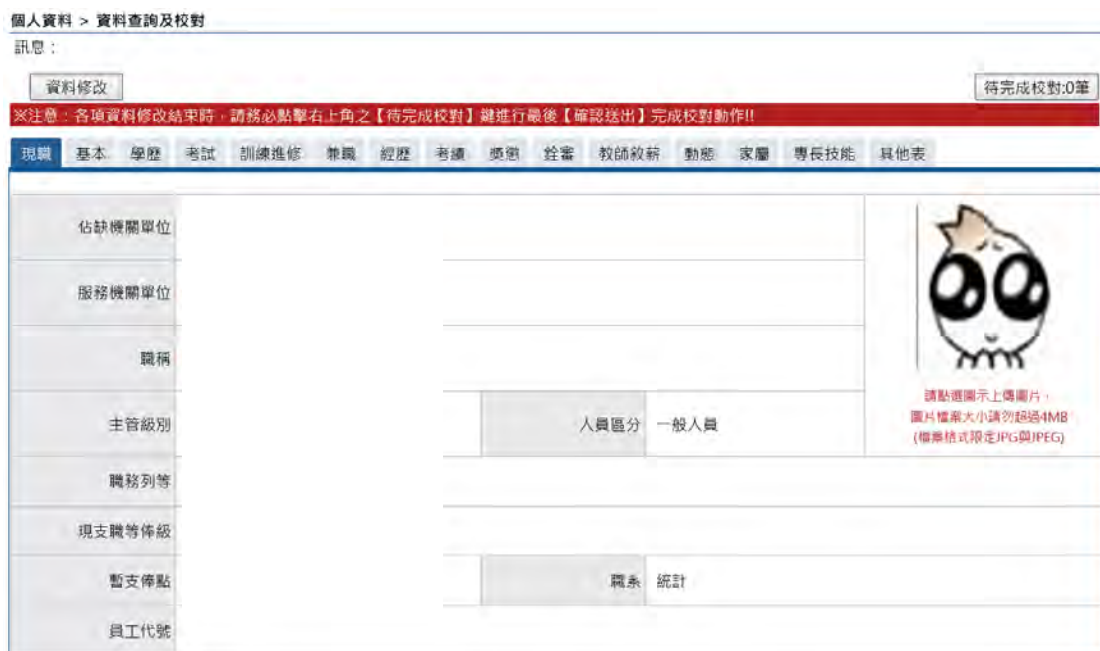 個人資料 > 資料查詢及校對
訊息：
資料修改
待完成校對:0筆
※注意：各項資料修改結束時，請務必點擊右上角之【待完成校對】鍵進行最後【確認送出】完成校對動作!!
現職 基本 學歷 考試 訓練進修 兼職 經歷 考績 獎懲 銓審 教師敘薪 動態 家屬 專長技能 其他表
佔缺機關單位
服務機關單位
職稱
請點選圖示上傳圖片，
圖片檔案大小請勿超過4MB
(檔案格式限定JPG與JPEG)
主管級別 人員區分 一般人員
職務列等
現支職等俸級
暫支俸點 職系 統計
員工代號